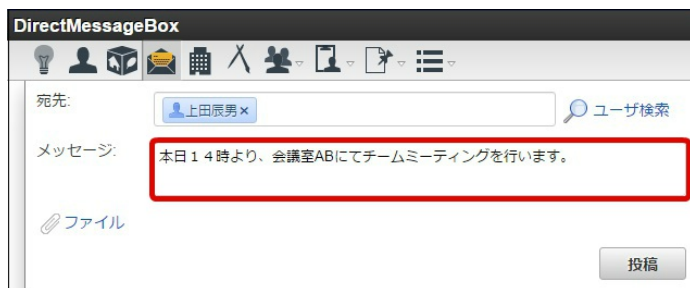 DirectMessageBox
宛先:
上田辰男×
ユーザ検索
メッセージ:
本日１４時より、会議室ABにてチームミーティングを行います。
ファイル
投稿